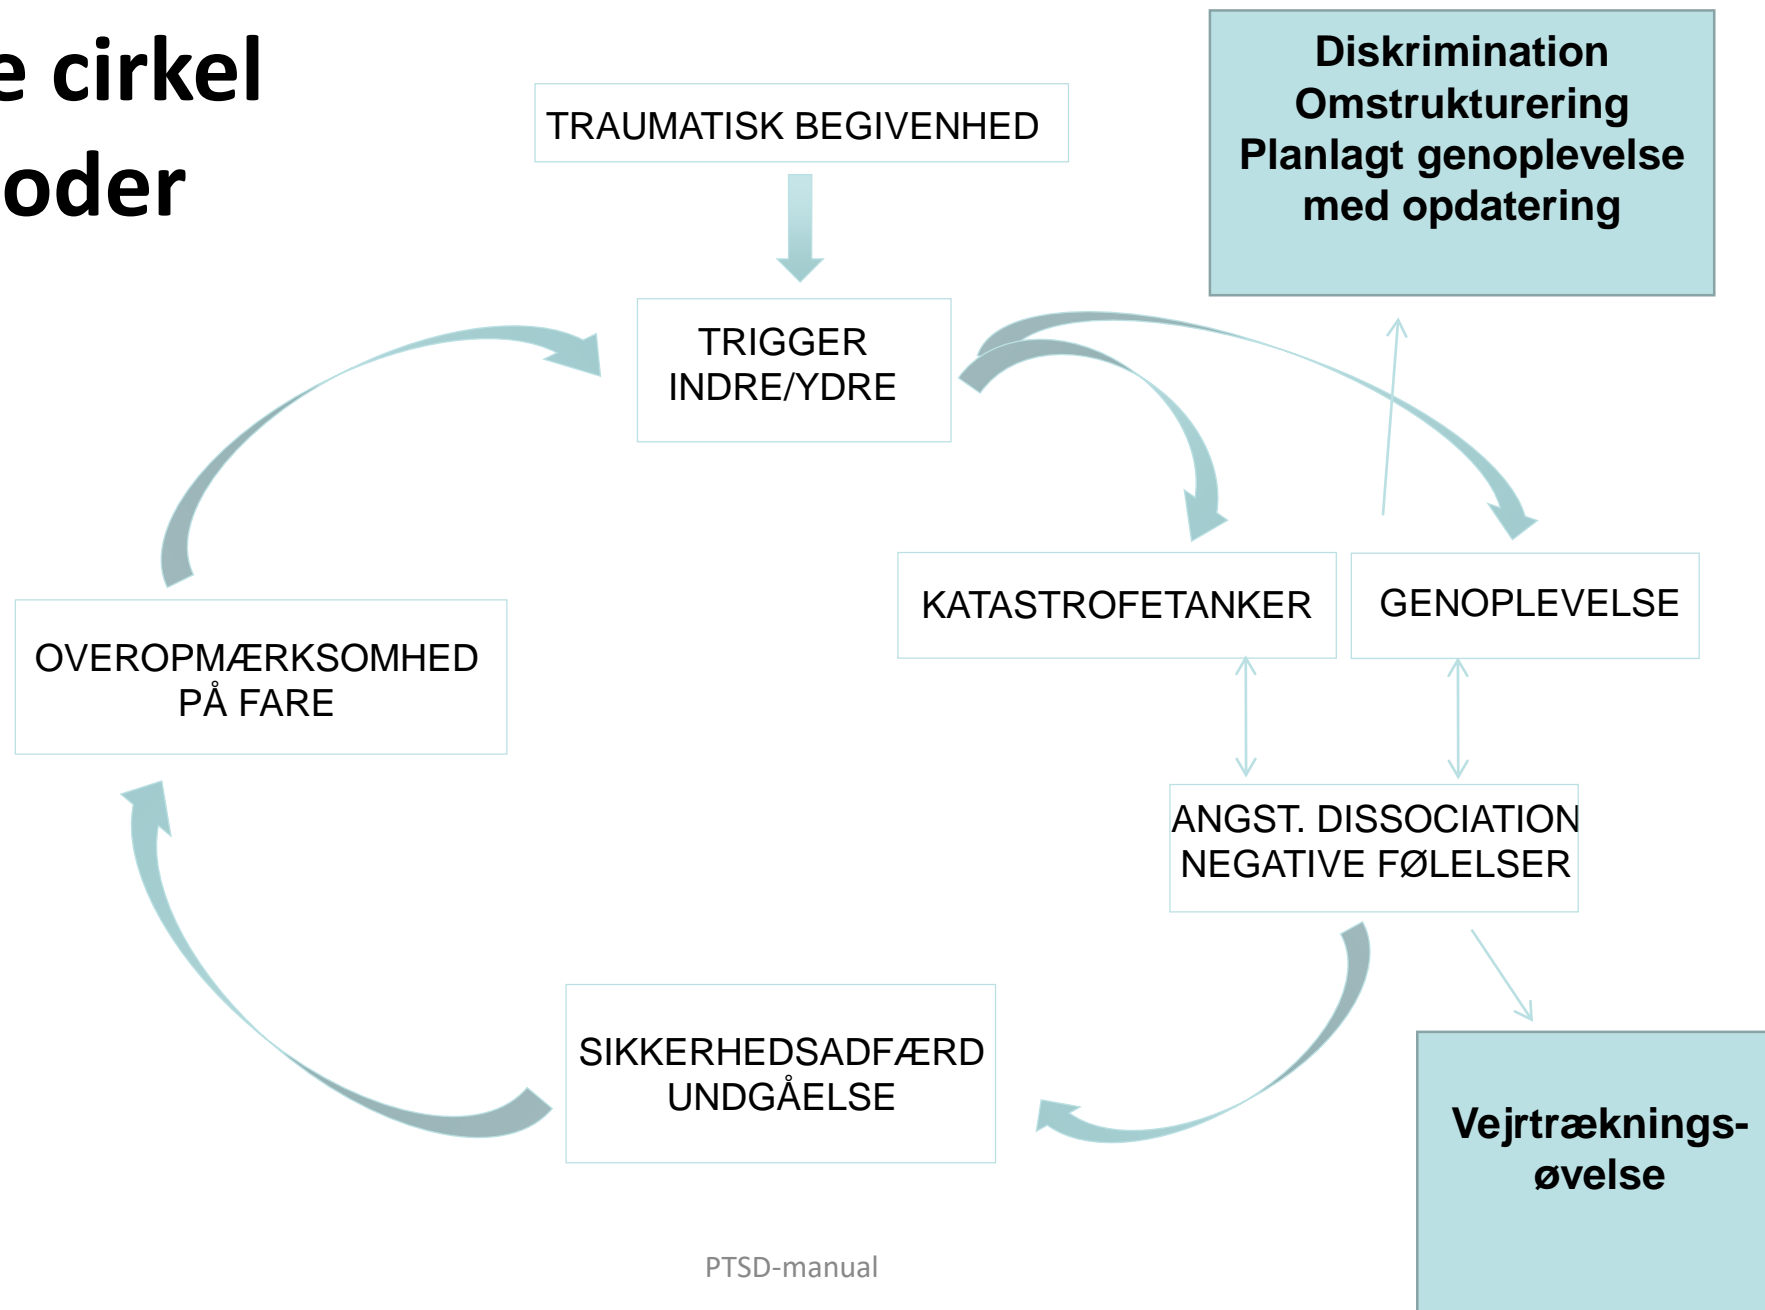 e cirkel
oder
TRAUMATISK BEGIVENHED
Diskrimination
Omstrukturering
Planlagt genoplevelse
med opdatering
TRIGGER
INDRE/YDRE
KATASTROFETANKER
GENOPLEVELSE
OVEROPMÆRKSOMHED
PÅ FARE
ANGST. DISSOCIATION
NEGATIVE FØLELSER
SIKKERHEDSADFÆRD
UNDGÅELSE
Vejrtræknings-
øvelse
PTSD-manual